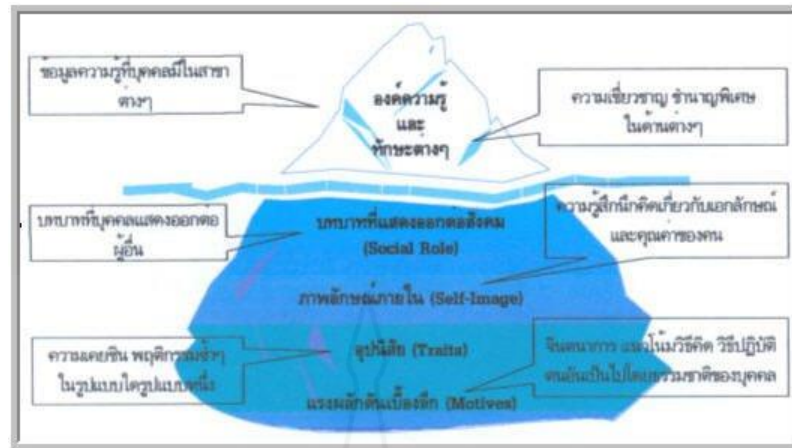 ข้อมูลความรู้ที่บุคคลมีในสาขา
ต่างๆ
องค์ความรู้
และ
ทักษะต่างๆ
ความเชี่ยวชาญ ชำนาญพิเศษ
ในด้านต่างๆ
บทบาทที่บุคคลแสดงออกต่อ
ผู้อื่น
บทบาทที่แสดงออกต่อสังคม
(Social Role)
ความรู้สึกนึกคิดเกี่ยวกับเอกลักษณ์
และคุณค่าของตน
ภาพลักษณ์ภายใน (Self-Image)
ความเคยชิน พฤติกรรมซ้ำๆ
ในรูปแบบใดรูปแบบหนึ่ง
อุปนิสัย (Traits)
จินตนาการ แนวโน้มวิธีคิด วิธีปฏิบัติ
ตนอันเป็นไปโดยธรรมชาติของบุคคล
แรงผลักดันเบื้องลึก (Motives)